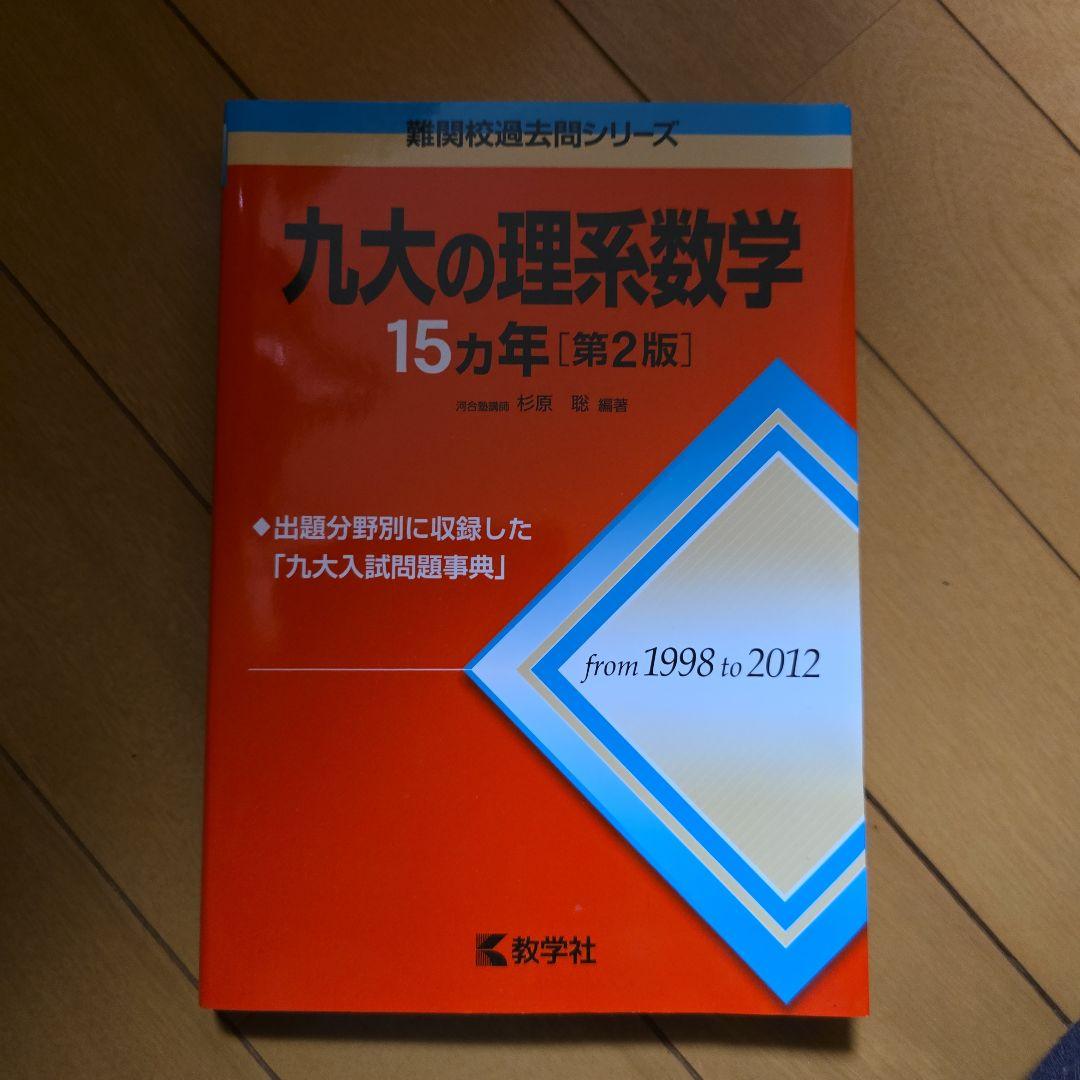 難関校過去問シリーズ
九大の理系数学
15カ年[第2版]
河合塾講師 杉原 聡 編著
◆出題分野別に収録した
「九大入試問題事典」
from 1998 to 2012
教学社